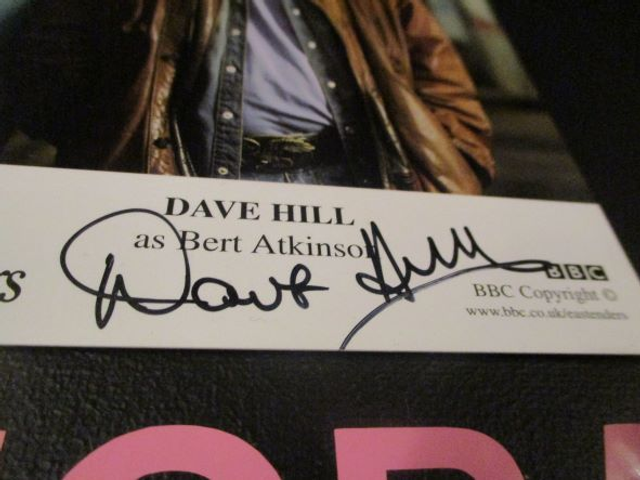 DAVE HILL
as Bert Atkinson
Dave Hill
BBC
BBC Copyright ©
www.bbc.co.uk/eastenders